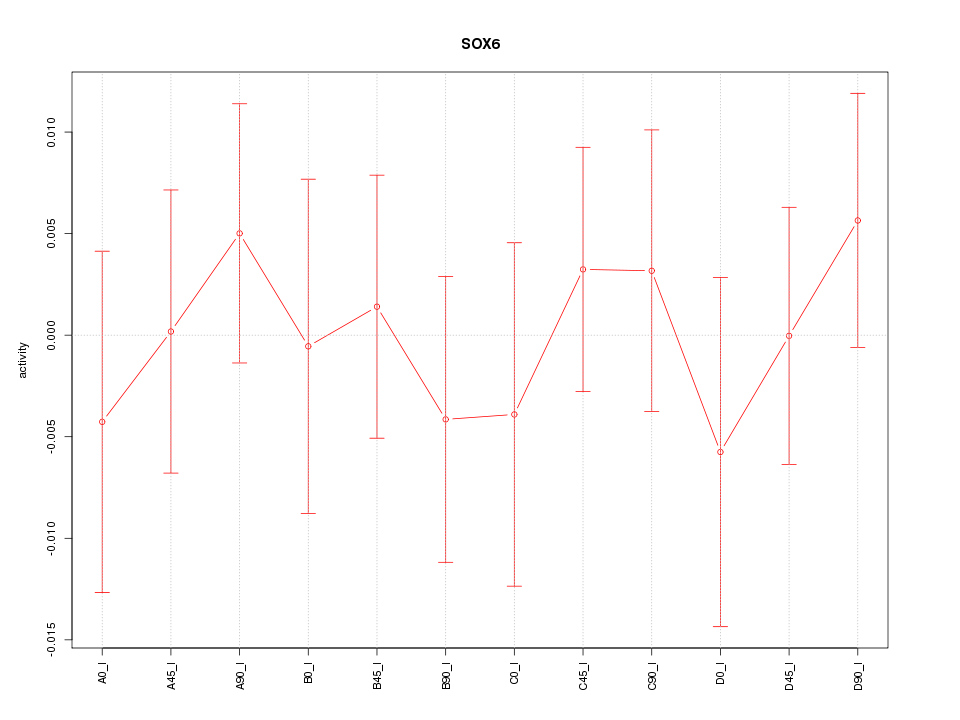 SOX6
activity
0.010
0.005
0.000
-0.005
-0.010
-0.015
A0_I
A45_I
A90_I
B0_I
B45_I
B90_I
C0_I
C45_I
C90_I
D0_I
D45_I
D90_I